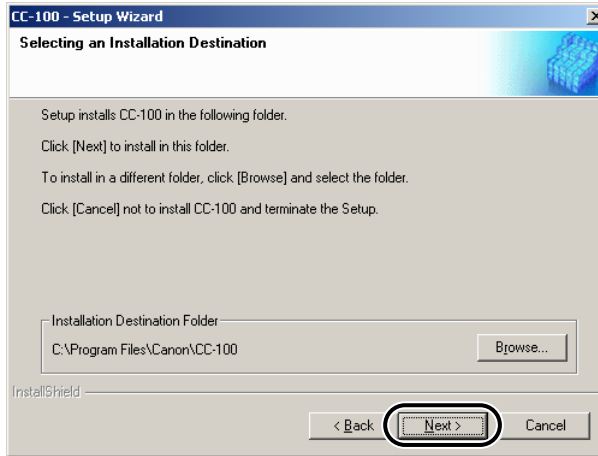 CC-100 - Setup Wizard
Selecting an Installation Destination
Setup installs CC-100 in the following folder.
Click [Next] to install in this folder.
To install in a different folder, click [Browse] and select the folder.
Click [Cancel] not to install CC-100 and terminate the Setup.
Installation Destination Folder
C:\Program Files\Canon\CC-100
Browse...
InstallShield
< Back
Next >
Cancel